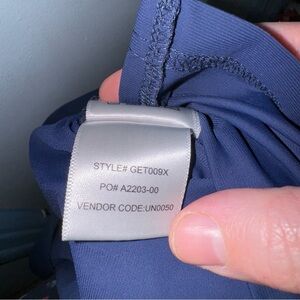 STYLE# GET009X
PO# A2203-00
VENDOR CODE:UN0050